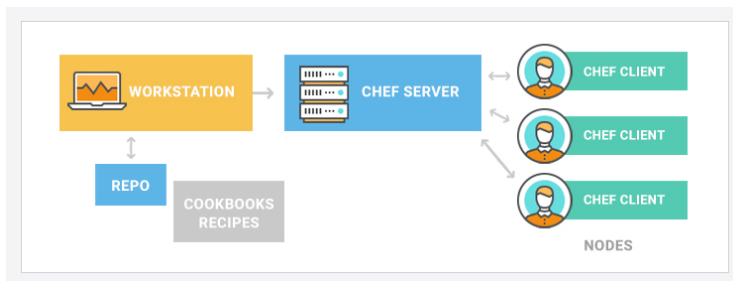 WORKSTATION
CHEF SERVER
CHEF CLIENT
CHEF CLIENT
CHEF CLIENT
REPO
COOKBOOKS
RECIPES
NODES